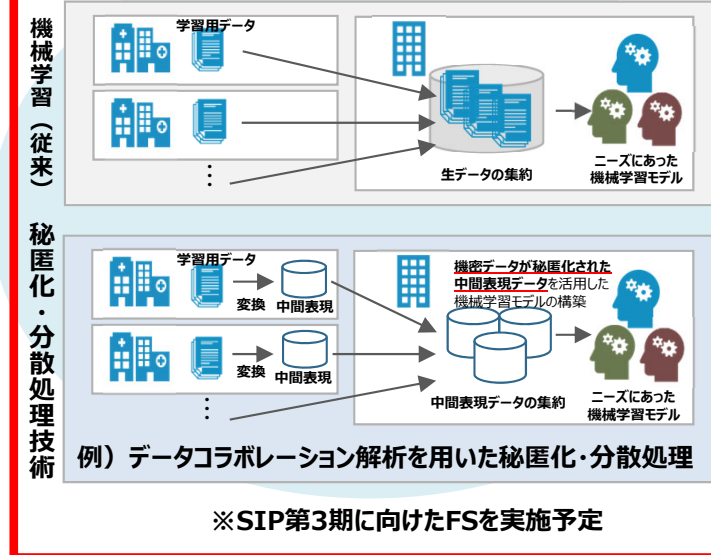 機械学習（従来）
学習用データ
⋮
生データの集約
ニーズにあった
機械学習モデル
秘匿化・分散処理技術
学習用データ
変換
中間表現
変換
中間表現
⋮
機密データが秘匿化された
中間表現データを活用した
機械学習モデルの構築
中間表現データの集約
ニーズにあった
機械学習モデル
例）データコラボレーション解析を用いた秘匿化・分散処理
※SIP第3期に向けたFSを実施予定